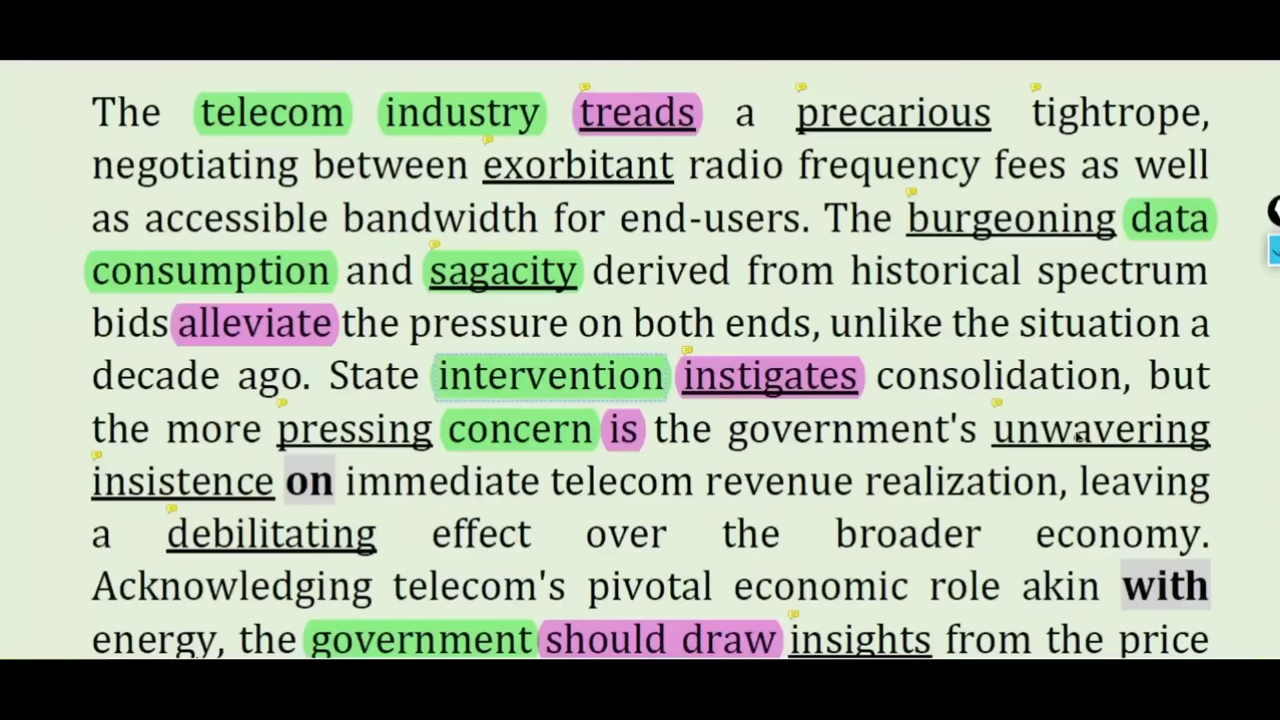 The telecom industry treads a precarious tightrope,
negotiating between exorbitant radio frequency fees as well
as accessible bandwidth for end-users. The burgeoning data
consumption and sagacity derived from historical spectrum
bids alleviate the pressure on both ends, unlike the situation a
decade ago. State intervention instigates consolidation, but
the more pressing concern is the government's unwavering
insistence on immediate telecom revenue realization, leaving
a debilitating effect over the broader economy.
Acknowledging telecom's pivotal economic role akin with
energy, the government should draw insights from the price